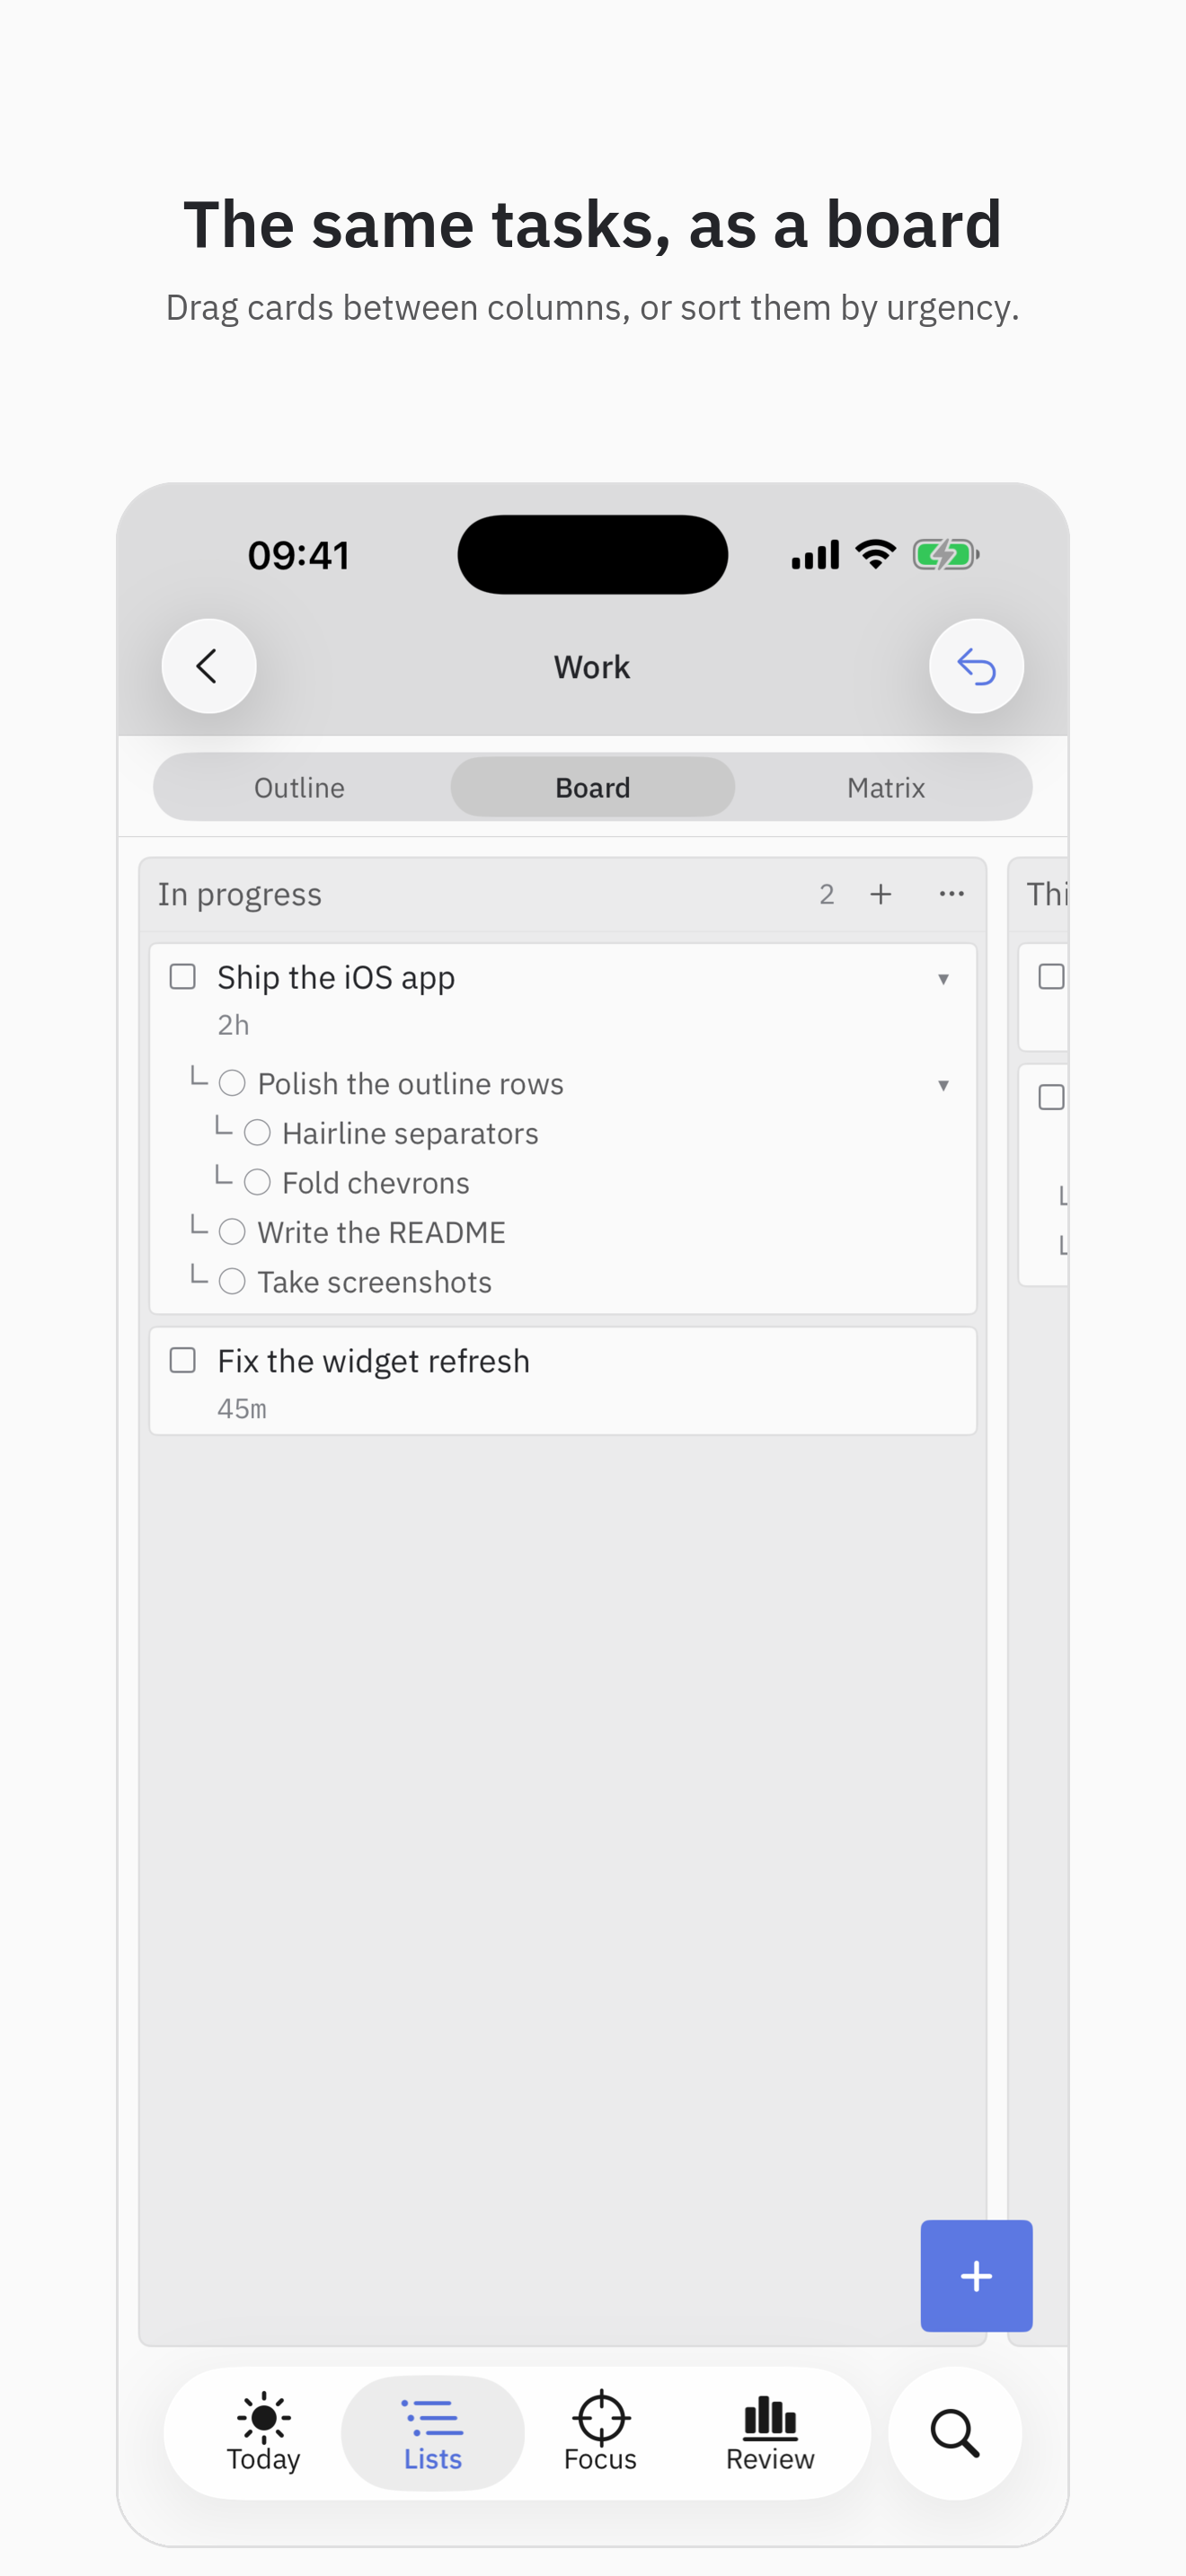 The same tasks, as a board
Drag cards between columns, or sort them by urgency.
09:41
Work
Outline Board Matrix
In progress 2 + ···
Thi
Ship the iOS app
2h
Polish the outline rows
Hairline separators
Fold chevrons
Write the README
Take screenshots
Fix the widget refresh
45m
+
Today Lists Focus Review